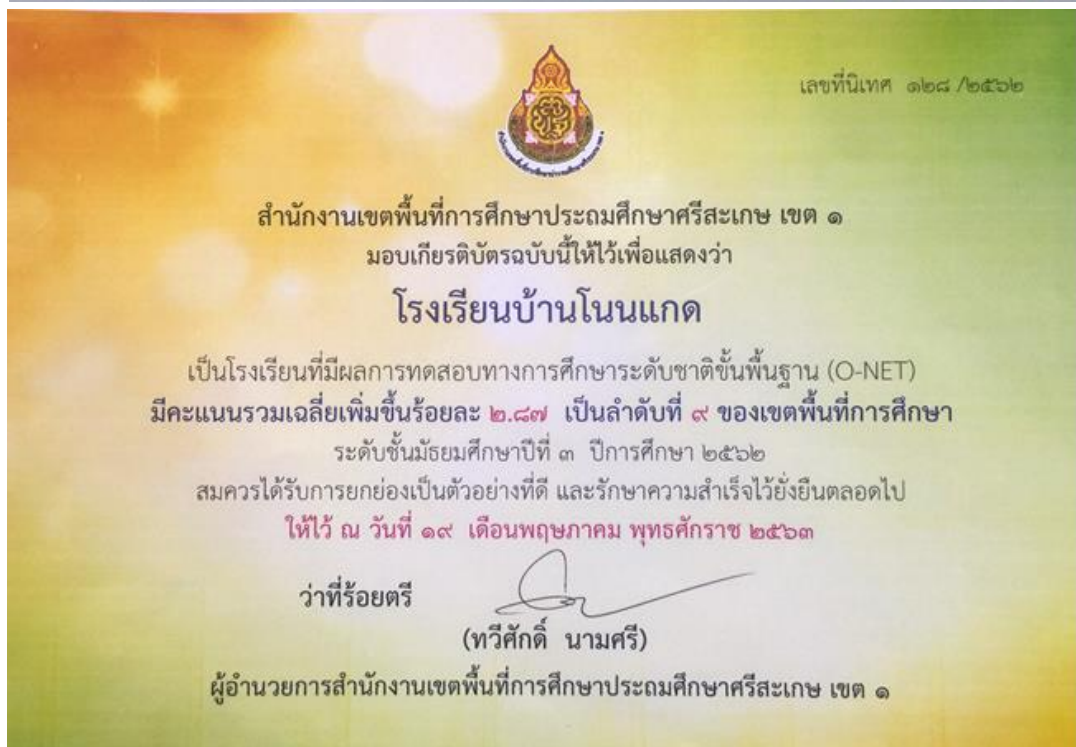 เลขที่นิเทศ ๑๒๘ /๒๕๖๒
สำนักงานเขตพื้นที่การศึกษาประถมศึกษาศรีสะเกษ เขต ๑
มอบเกียรติบัตรฉบับนี้ให้ไว้เพื่อแสดงว่า
โรงเรียนบ้านโนนแกด
เป็นโรงเรียนที่มีผลการทดสอบทางการศึกษาระดับชาติขั้นพื้นฐาน (O-NET)
มีคะแนนรวมเฉลี่ยเพิ่มขึ้นร้อยละ ๒.๘๗ เป็นลำดับที่ ๙ ของเขตพื้นที่การศึกษา
ระดับชั้นมัธยมศึกษาปีที่ ๓ ปีการศึกษา ๒๕๖๒
สมควรได้รับการยกย่องเป็นตัวอย่างที่ดี และรักษาความสำเร็จไว้ยั่งยืนตลอดไป
ให้ไว้ ณ วันที่ ๑๙ เดือนพฤษภาคม พุทธศักราช ๒๕๖๓
ว่าที่ร้อยตรี
(ทวีศักดิ์ นามศรี)
ผู้อำนวยการสำนักงานเขตพื้นที่การศึกษาประถมศึกษาศรีสะเกษ เขต ๑